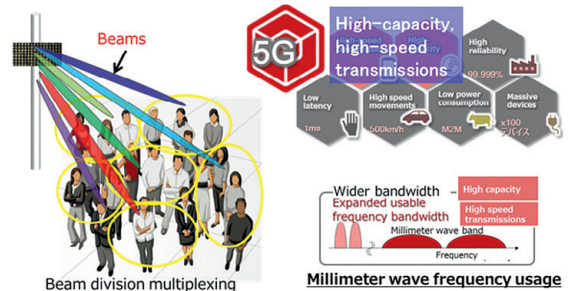 Beams
Beam division multiplexing
5G
High-capacity,
high-speed
transmissions
High
reliability
99.999%
Low
latency
1ms
High speed
movements
500km/h
Low power
consumption
M2M
Massive
devices
x100
デバイス
Wider bandwidth
High capacity
Expanded usable
frequency bandwidth
High speed
transmissions
Millimeter wave band
Frequency
Millimeter wave frequency usage